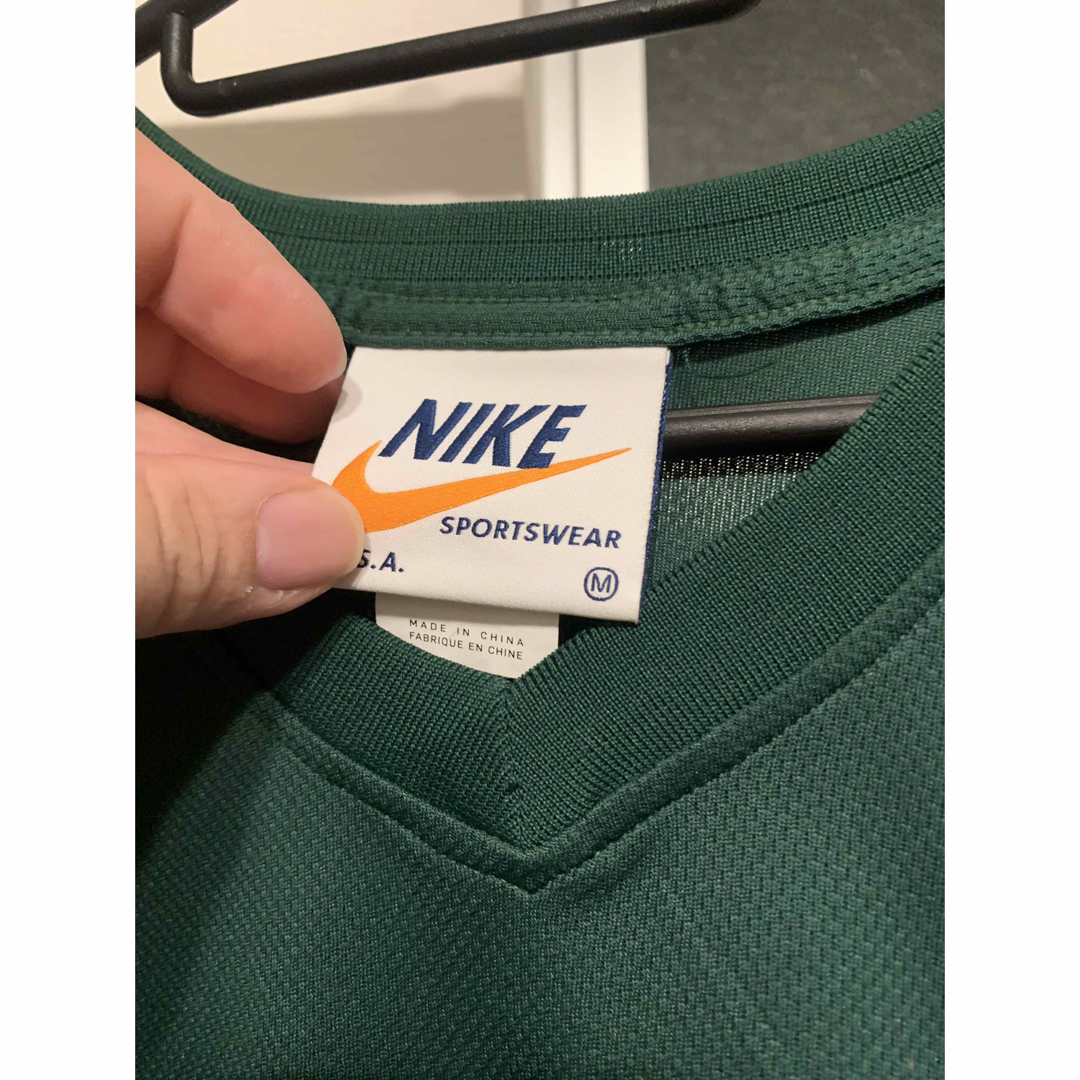 NIKE
SPORTSWEAR
S.A.
M
MADE IN CHINA
FABRIQUE EN CHINE